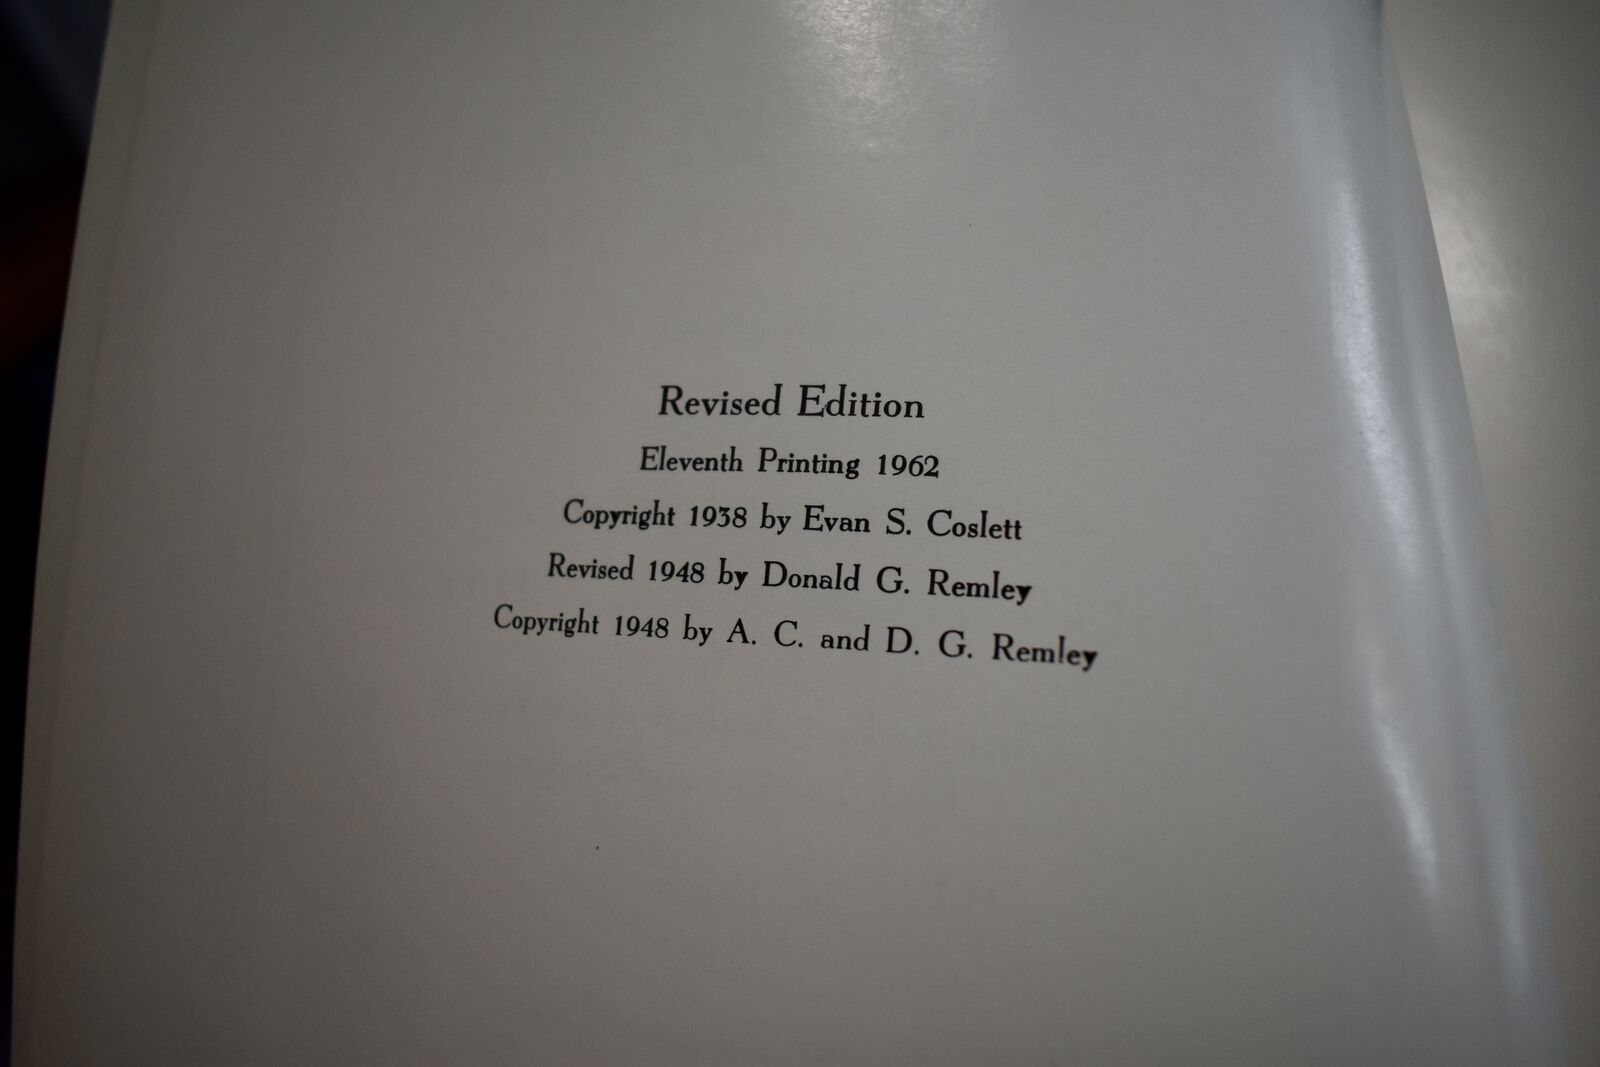 Revised Edition
Eleventh Printing 1962
Copyright 1938 by Evan S. Coslett
Revised 1948 by Donald G. Remley
Copyright 1948 by A. C. and D. G. Remley